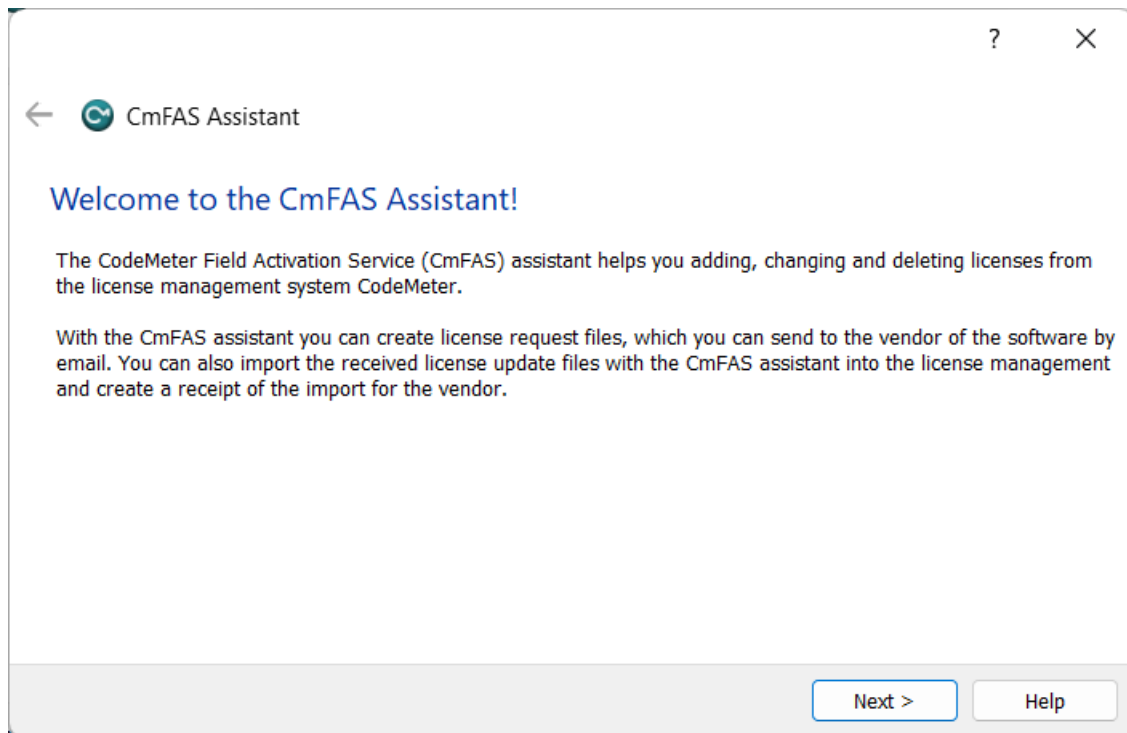 ?
CmFAS Assistant
Welcome to the CmFAS Assistant!
The CodeMeter Field Activation Service (CmFAS) assistant helps you adding, changing and deleting licenses from
the license management system CodeMeter.
With the CmFAS assistant you can create license request files, which you can send to the vendor of the software by
email. You can also import the received license update files with the CmFAS assistant into the license management
and create a receipt of the import for the vendor.
Next >
Help